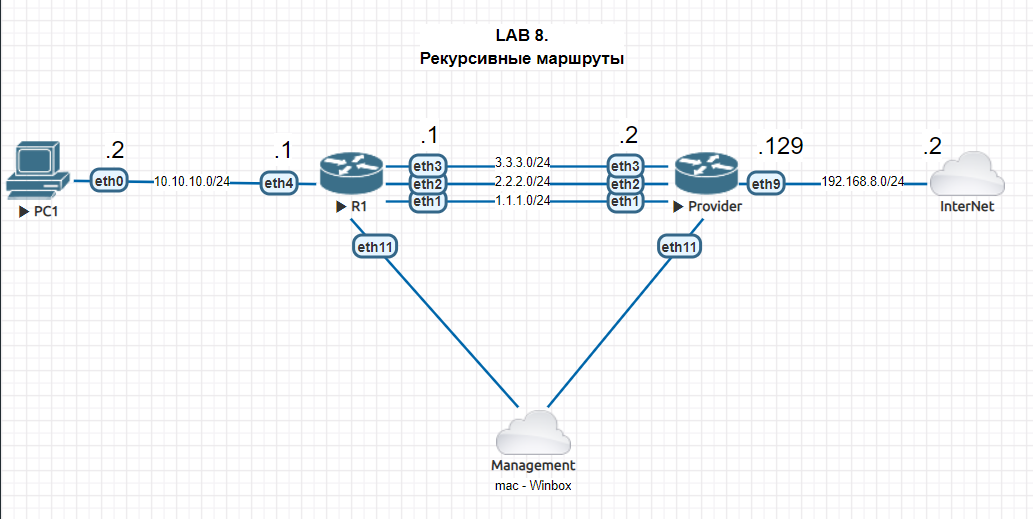 LAB 8.
Рекурсивные маршруты
.2
.1
.1
.2
.129
.2
eth0
10.10.10.0/24
eth4
eth3
3.3.3.0/24
eth3
eth2
2.2.2.0/24
eth2
eth1
1.1.1.0/24
eth1
eth9
192.168.8.0/24
PC1
R1
Provider
InterNet
eth11
eth11
Management
mac - Winbox